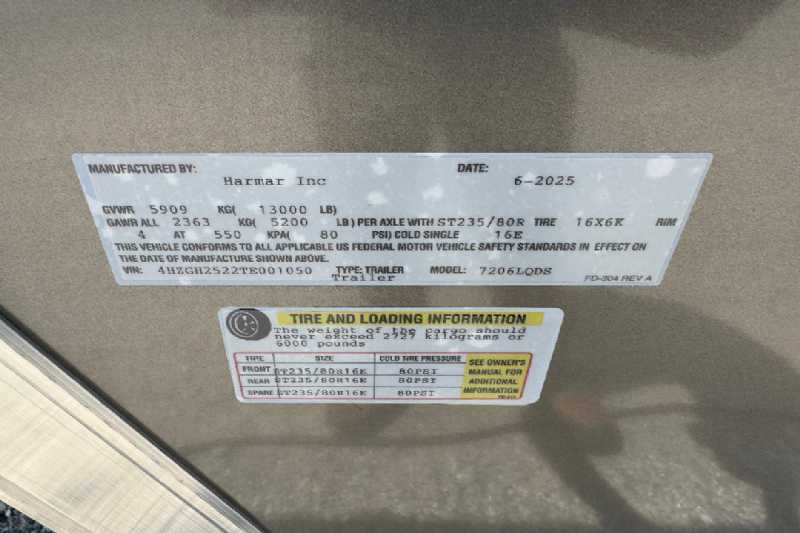 MANUFACTURED BY: Harmar Inc DATE: 6-2025
GVWR 5909 KG( 13000 LB)
GAWR ALL 2363 KG( 5200 LB) PER AXLE WITH ST235/80R TIRE 16X6K RIM
4 AT 550 KPA( 80 PSI) COLD SINGLE 16E
THIS VEHICLE CONFORMS TO ALL APPLICABLE US FEDERAL MOTOR VEHICLE SAFETY STANDARDS IN EFFECT ON
THE DATE OF MANUFACTURE SHOWN ABOVE.
VIN: 4HZGH2522TE001050 TYPE: TRAILER MODEL: 7206LQDS
Trailer FD-304 REV A
TIRE AND LOADING INFORMATION
The weight of the cargo should
never exceed 2727 kilograms or
6000 pounds
TIRE SIZE COLD TIRE PRESSURE SEE OWNER'S
FRONT ST235/80R16E 80PSI MANUAL FOR
REAR ST235/80R16E 80PSI ADDITIONAL
SPARE ST235/80R16E 80PSI INFORMATION